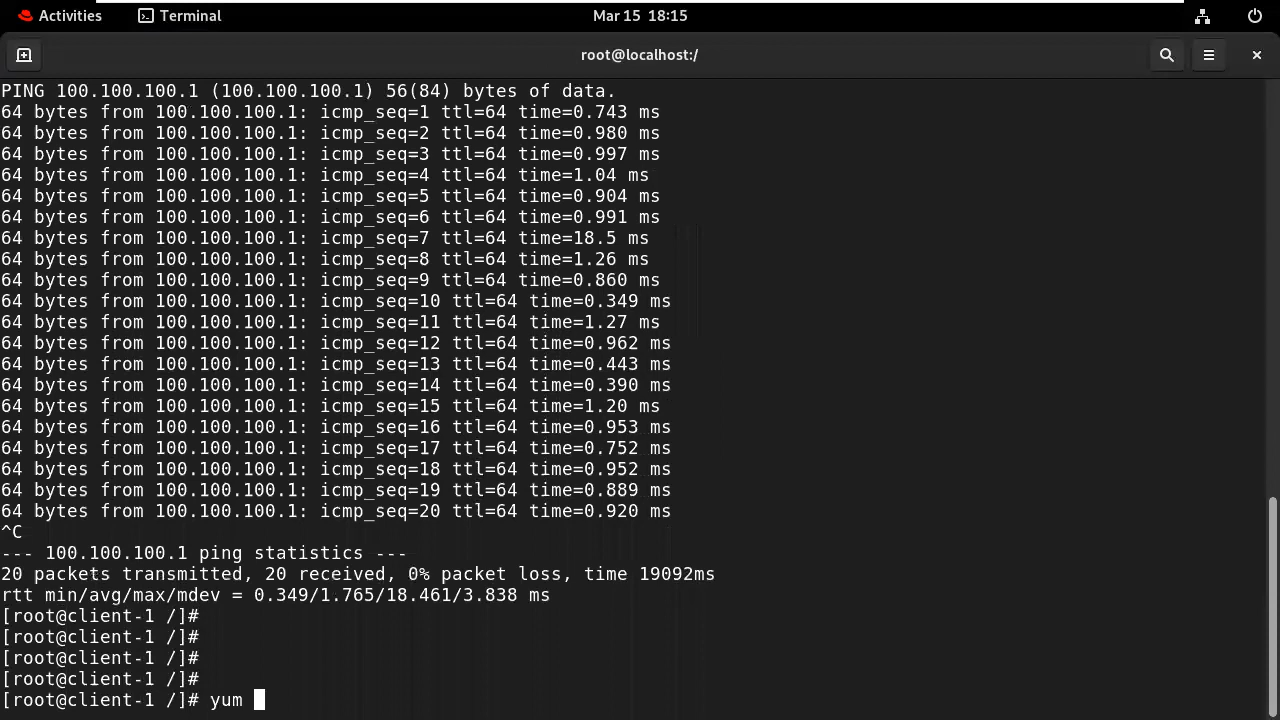 Activities Terminal Mar 15 18:15
root@localhost:/
PING 100.100.100.1 (100.100.100.1) 56(84) bytes of data.
64 bytes from 100.100.100.1: icmp_seq=1 ttl=64 time=0.743 ms
64 bytes from 100.100.100.1: icmp_seq=2 ttl=64 time=0.980 ms
64 bytes from 100.100.100.1: icmp_seq=3 ttl=64 time=0.997 ms
64 bytes from 100.100.100.1: icmp_seq=4 ttl=64 time=1.04 ms
64 bytes from 100.100.100.1: icmp_seq=5 ttl=64 time=0.904 ms
64 bytes from 100.100.100.1: icmp_seq=6 ttl=64 time=0.991 ms
64 bytes from 100.100.100.1: icmp_seq=7 ttl=64 time=18.5 ms
64 bytes from 100.100.100.1: icmp_seq=8 ttl=64 time=1.26 ms
64 bytes from 100.100.100.1: icmp_seq=9 ttl=64 time=0.860 ms
64 bytes from 100.100.100.1: icmp_seq=10 ttl=64 time=0.349 ms
64 bytes from 100.100.100.1: icmp_seq=11 ttl=64 time=1.27 ms
64 bytes from 100.100.100.1: icmp_seq=12 ttl=64 time=0.962 ms
64 bytes from 100.100.100.1: icmp_seq=13 ttl=64 time=0.443 ms
64 bytes from 100.100.100.1: icmp_seq=14 ttl=64 time=0.390 ms
64 bytes from 100.100.100.1: icmp_seq=15 ttl=64 time=1.20 ms
64 bytes from 100.100.100.1: icmp_seq=16 ttl=64 time=0.953 ms
64 bytes from 100.100.100.1: icmp_seq=17 ttl=64 time=0.752 ms
64 bytes from 100.100.100.1: icmp_seq=18 ttl=64 time=0.952 ms
64 bytes from 100.100.100.1: icmp_seq=19 ttl=64 time=0.889 ms
64 bytes from 100.100.100.1: icmp_seq=20 ttl=64 time=0.920 ms
^C
--- 100.100.100.1 ping statistics ---
20 packets transmitted, 20 received, 0% packet loss, time 19092ms
rtt min/avg/max/mdev = 0.349/1.765/18.461/3.838 ms
[root@client-1 /]#
[root@client-1 /]#
[root@client-1 /]#
[root@client-1 /]#
[root@client-1 /]# yum